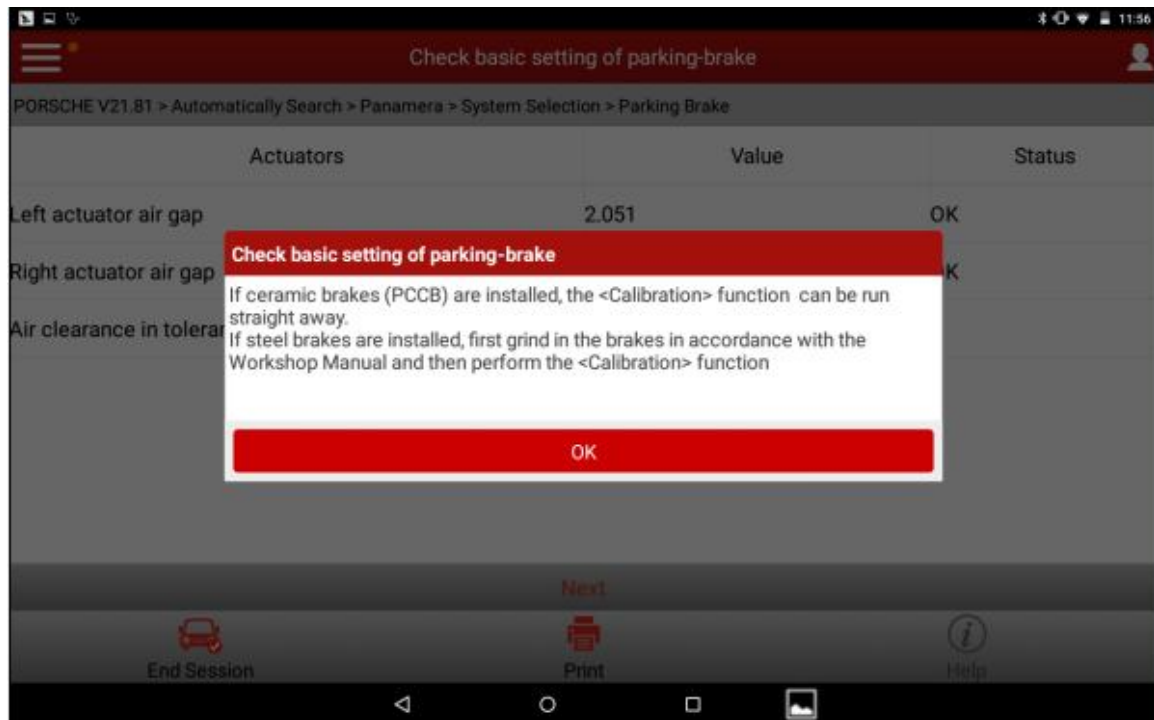 11:56
Check basic setting of parking-brake
PORSCHE V21.81 > Automatically Search > Panamera > System Selection > Parking Brake
Actuators Value Status
Left actuator air gap 2.051 OK
Check basic setting of parking-brake
Right actuator air gap K
If ceramic brakes (PCCB) are installed, the <Calibration> function can be run
straight away.
Air clearance in tolera
If steel brakes are installed, first grind in the brakes in accordance with the
Workshop Manual and then perform the <Calibration> function
OK
Next
End Session Print Help